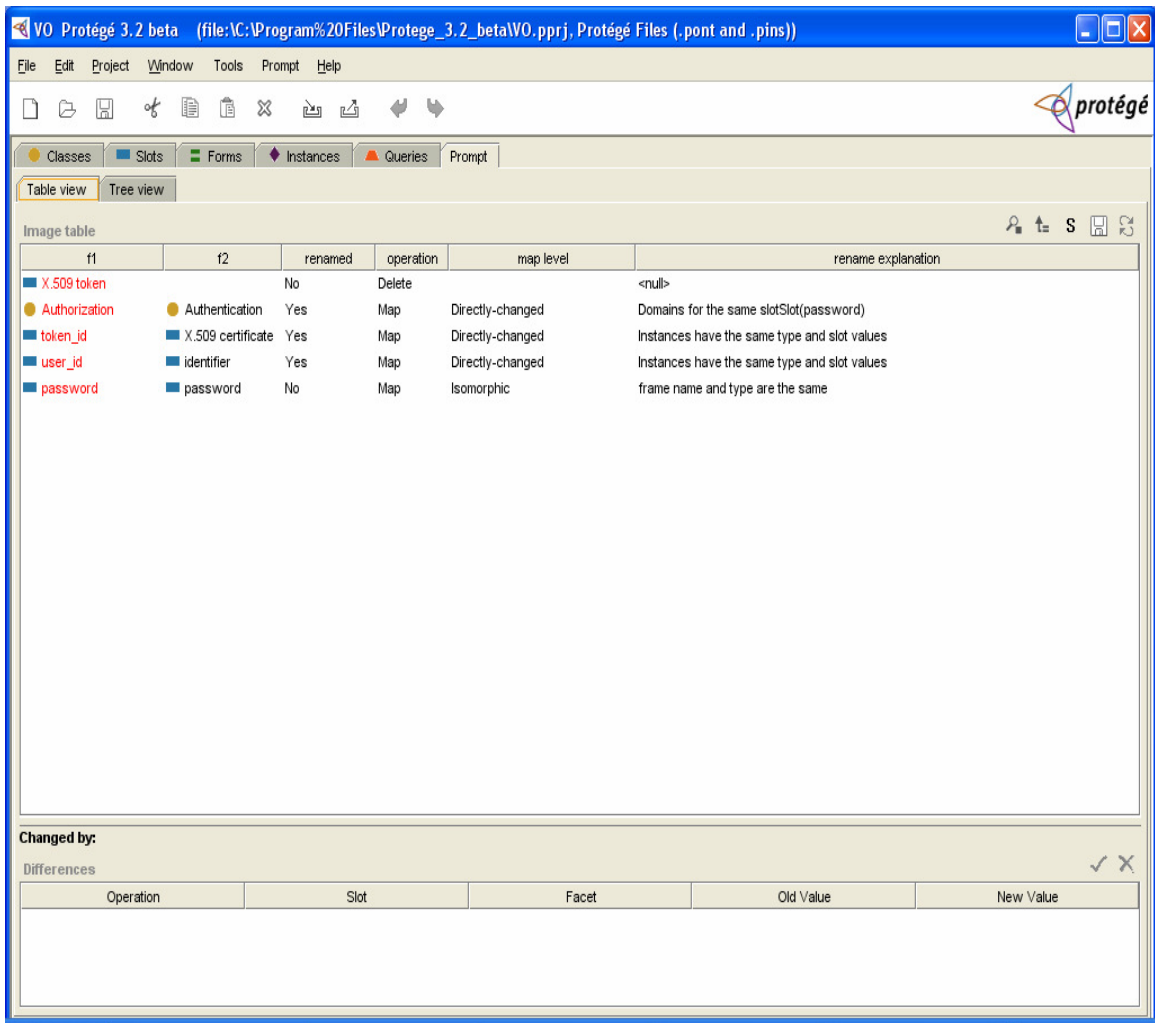 VO Protégé 3.2 beta (file:\C:\Program%20Files\Protege_3.2_beta\VO.pprj, Protégé Files (.pont and .pins))
File Edit Project Window Tools Prompt Help
protégé
Classes Slots Forms Instances Queries Prompt
Table view Tree view
Image table S
f1 f2 renamed operation map level rename explanation
X.509 token No Delete <null>
Authorization Authentication Yes Map Directly-changed Domains for the same slotSlot(password)
token_id X.509 certificate Yes Map Directly-changed Instances have the same type and slot values
user_id identifier Yes Map Directly-changed Instances have the same type and slot values
password password No Map Isomorphic frame name and type are the same
Changed by:
Differences
Operation Slot Facet Old Value New Value